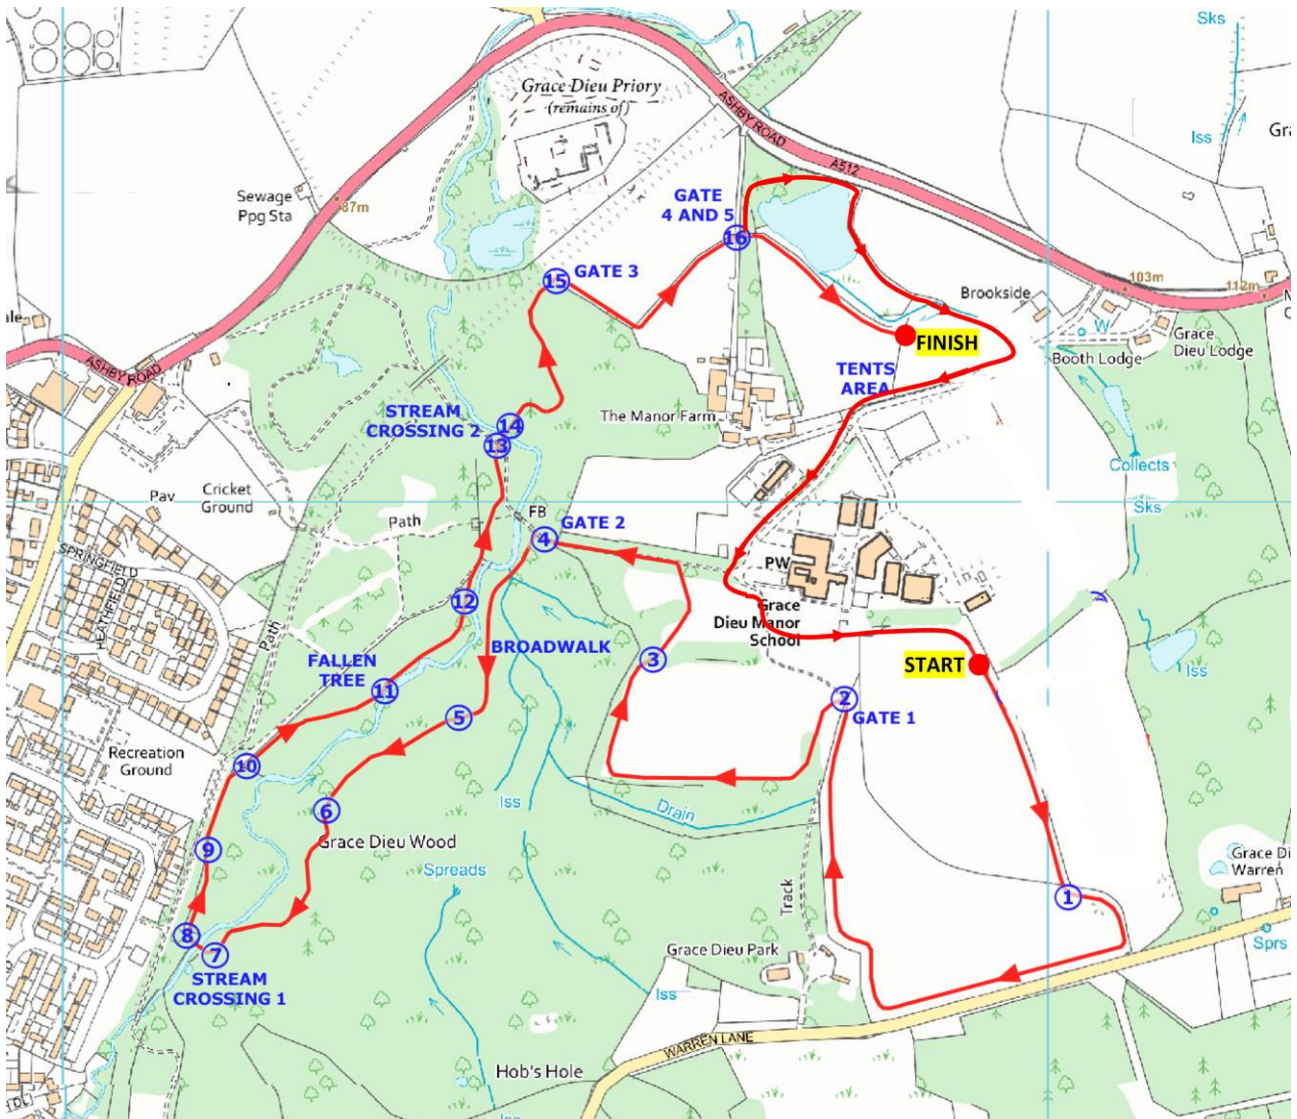 Sks
Grace Dieu Priory
(remains of)
ASHBY ROAD
A512
Iss
Gra
Sewage
Ppg Sta
87m
GATE
4 AND 5
16
15
GATE 3
Brookside
103m
112m
W
Grace
Dieu Lodge
Booth Lodge
FINISH
TENTS
AREA
ale
ASHBY ROAD
STREAM
CROSSING 2
14
13
The Manor Farm
Collects
Sks
Pav
Cricket
Ground
Path
FB
4
GATE 2
SPRINGFIELD
HEATHFIELD
PW
Grace
Dieu Manor
School
12
Path
BROADWALK
3
START
Iss
FALLEN
TREE
11
2
GATE 1
5
Recreation
Ground
10
6
Iss
Drain
9
Grace Dieu Wood
Spreads
Track
1
Grace Di
Warren
8
7
STREAM
CROSSING 1
Grace Dieu Park
Sprs
Iss
WARREN LANE
Hob's Hole
Iss